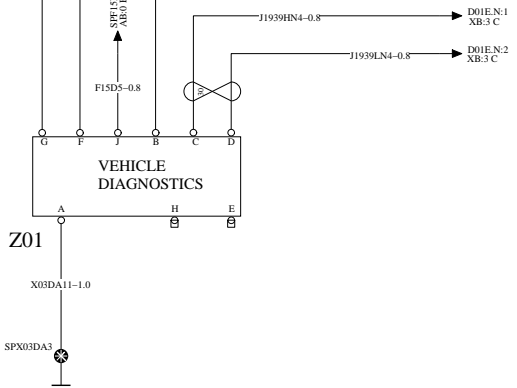 SPF15
AB:0
J1939HN4–0.8
D01E.N:1
XB:3 C
J1939LN4–0.8
D01E.N:2
XB:3 C
F15D5–0.8
30
G F J B C D
VEHICLE
DIAGNOSTICS
A H E
Z01
X03DA11–1.0
SPX03DA3